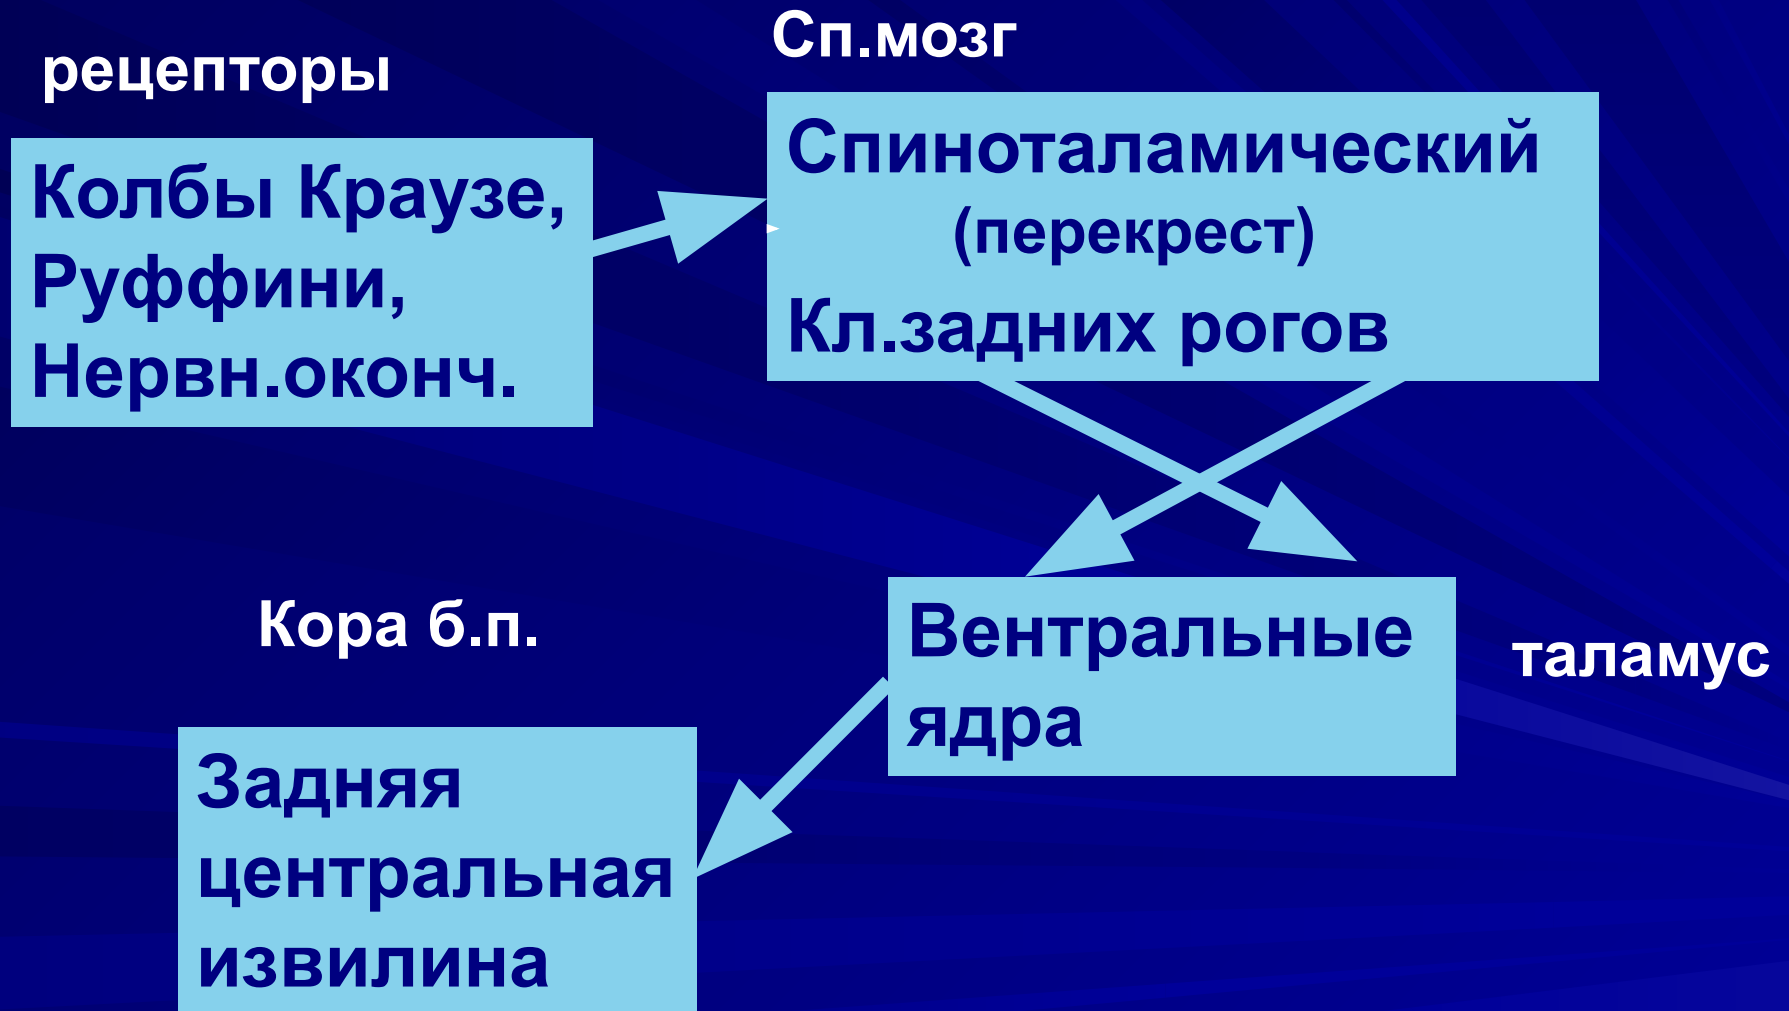 рецепторы
Колбы Краузе,
Руффини,
Нервн.оконч.
Сп.мозг
Спиноталамический
(перекрест)
Кл.задних рогов
Вентральные
ядра
таламус
Кора б.п.
Задняя
центральная
извилина